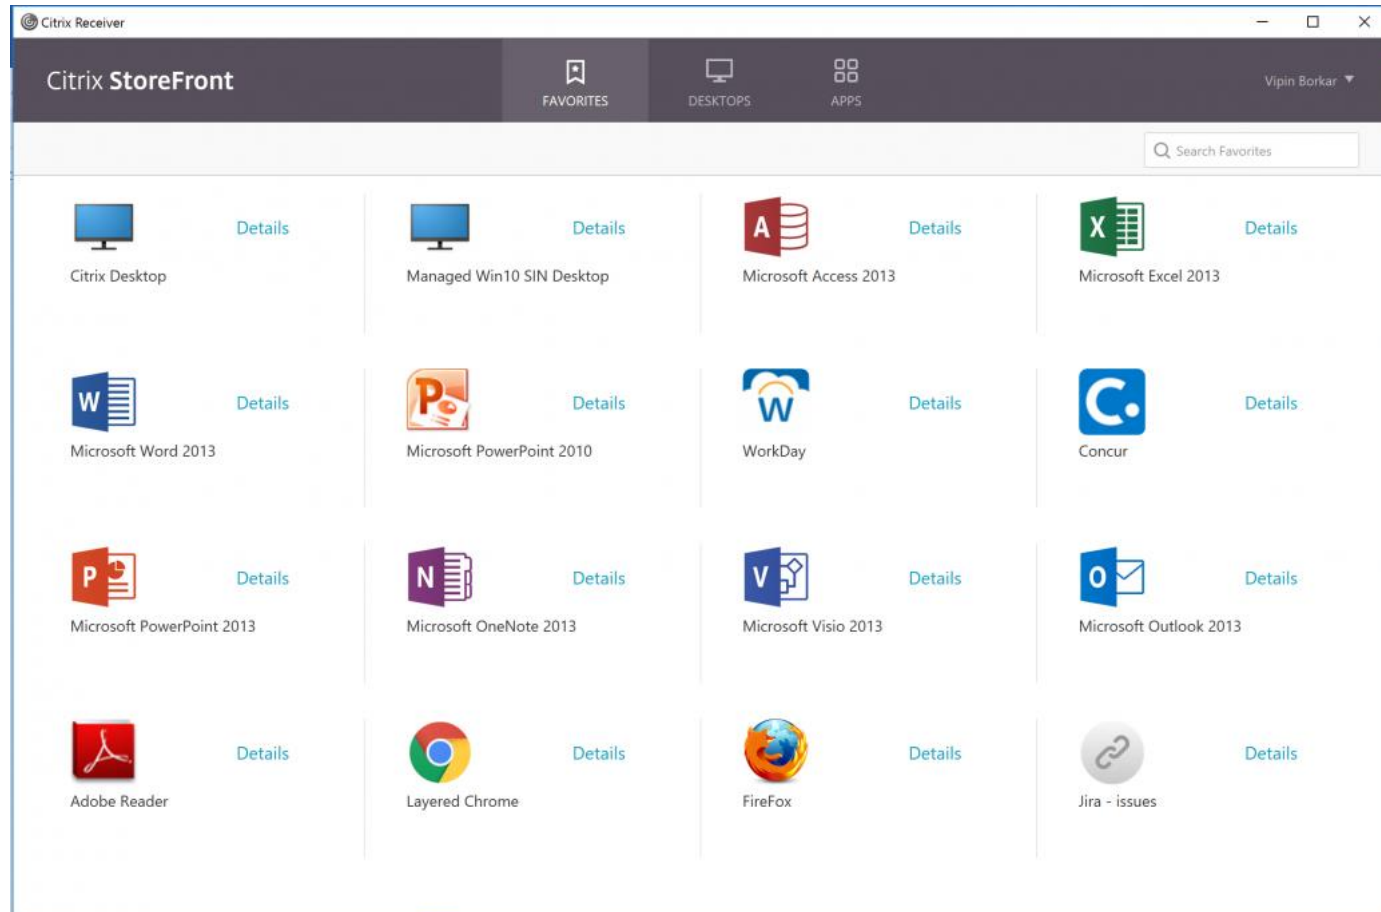 Citrix Receiver
Citrix StoreFront
FAVORITES
DESKTOPS
APPS
Vipin Borkar
Search Favorites
Details
Citrix Desktop
Details
Managed Win10 SIN Desktop
A
Details
Microsoft Access 2013
X
Details
Microsoft Excel 2013
W
Details
Microsoft Word 2013
P
Details
Microsoft PowerPoint 2010
W
Details
WorkDay
C.
Details
Concur
P
Details
Microsoft PowerPoint 2013
N
Details
Microsoft OneNote 2013
V
Details
Microsoft Visio 2013
O
Details
Microsoft Outlook 2013
Details
Adobe Reader
Details
Layered Chrome
Details
FireFox
Details
Jira - issues